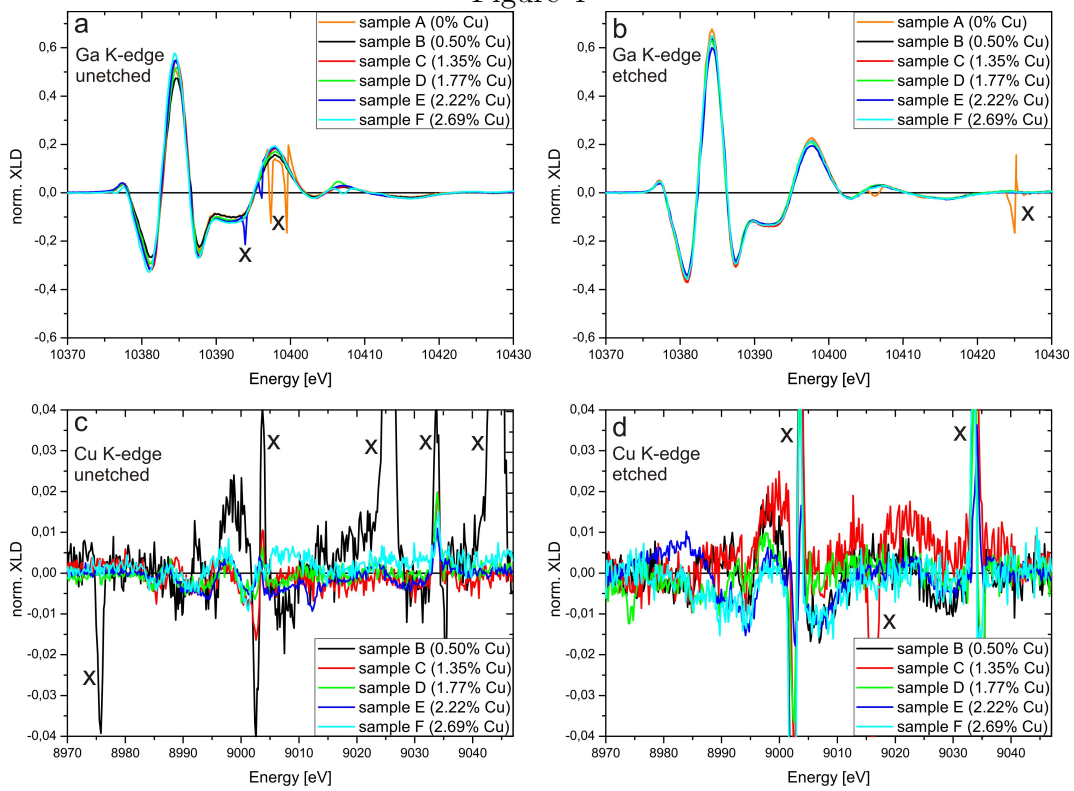 Figure 1
a
Ga K-edge
unetched
sample A (0% Cu)
sample B (0.50% Cu)
sample C (1.35% Cu)
sample D (1.77% Cu)
sample E (2.22% Cu)
sample F (2.69% Cu)
x
x
0,6
0,4
0,2
0,0
-0,2
-0,4
-0,6
norm. XLD
10370 10380 10390 10400 10410 10420 10430
Energy [eV]
b
Ga K-edge
etched
sample A (0% Cu)
sample B (0.50% Cu)
sample C (1.35% Cu)
sample D (1.77% Cu)
sample E (2.22% Cu)
sample F (2.69% Cu)
x
0,6
0,4
0,2
0,0
-0,2
-0,4
-0,6
norm. XLD
10370 10380 10390 10400 10410 10420 10430
Energy [eV]
c
Cu K-edge
unetched
x x x x
x
0,04
0,03
0,02
0,01
0,00
-0,01
-0,02
-0,03
-0,04
norm. XLD
sample B (0.50% Cu)
sample C (1.35% Cu)
sample D (1.77% Cu)
sample E (2.22% Cu)
sample F (2.69% Cu)
8970 8980 8990 9000 9010 9020 9030 9040
Energy [eV]
d
Cu K-edge
etched
x x
x
0,04
0,03
0,02
0,01
0,00
-0,01
-0,02
-0,03
-0,04
norm. XLD
sample B (0.50% Cu)
sample C (1.35% Cu)
sample D (1.77% Cu)
sample E (2.22% Cu)
sample F (2.69% Cu)
8970 8980 8990 9000 9010 9020 9030 9040
Energy [eV]